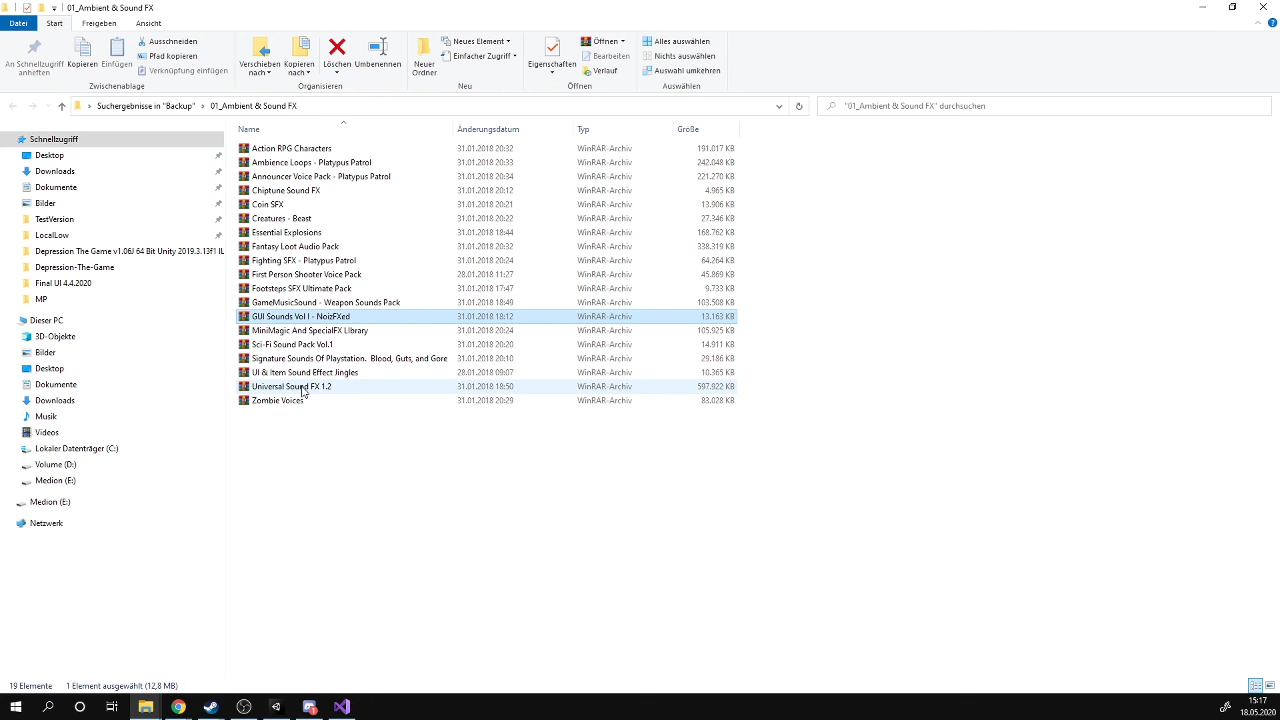 01_Ambient & Sound FX
Datei Start Freigeben Ansicht
An Schnellzugriff anheften
Kopieren
Einfügen
Ausschneiden
Pfad kopieren
Verknüpfung einfügen
Zwischenablage
Verschieben nach
Kopieren nach
Löschen
Umbenennen
Organisieren
Neuer Ordner
Neues Element
Einfacher Zugriff
Neu
Eigenschaften
Öffnen
Bearbeiten
Verlauf
Öffnen
Alles auswählen
Nichts auswählen
Auswahl umkehren
Auswählen
Suchergebnisse in "Backup" > 01_Ambient & Sound FX
"01_Ambient & Sound FX" durchsuchen
Schnellzugriff
Desktop
Downloads
Dokumente
Bilder
TestVersion
LocalLow
Depression The Game v1.06J 64 Bit Unity 2019.3.13f1 IL
Depression-The-Game
Final UI 4.4.2020
MP
Dieser PC
3D-Objekte
Bilder
Desktop
Dokumente
Downloads
Musik
Videos
Lokaler Datenträger (C:)
Volume (D:)
Medion (E:)
Medion (E:)
Netzwerk
Name Änderungsdatum Typ Größe
Action RPG Characters 31.01.2018 20:32 WinRAR-Archiv 191.017 KB
Ambience Loops - Platypus Patrol 31.01.2018 20:33 WinRAR-Archiv 242.048 KB
Announcer Voice Pack - Platypus Patrol 31.01.2018 20:34 WinRAR-Archiv 221.270 KB
Chiptune Sound FX 31.01.2018 20:12 WinRAR-Archiv 4.965 KB
Coin SFX 31.01.2018 20:21 WinRAR-Archiv 13.906 KB
Creatures - Beast 31.01.2018 20:22 WinRAR-Archiv 27.346 KB
Essential Explosions 31.01.2018 18:44 WinRAR-Archiv 168.762 KB
Fantasy Loot Audio Pack 31.01.2018 20:32 WinRAR-Archiv 338.319 KB
Fighting SFX - Platypus Patrol 31.01.2018 20:24 WinRAR-Archiv 64.264 KB
First Person Shooter Voice Pack 28.01.2018 11:27 WinRAR-Archiv 45.869 KB
Footsteps SFX Ultimate Pack 31.01.2018 17:47 WinRAR-Archiv 9.733 KB
GameMusicSound - Weapon Sounds Pack 31.01.2018 18:49 WinRAR-Archiv 103.508 KB
GUI Sounds Vol I - NoizFXed 31.01.2018 18:12 WinRAR-Archiv 13.163 KB
MiniMagic And SpecialFX LIbrary 31.01.2018 20:24 WinRAR-Archiv 105.925 KB
Sci-Fi Sound Pack Vol.1 31.01.2018 20:20 WinRAR-Archiv 14.911 KB
Signature Sounds Of Playstation. Blood, Guts, and Gore 31.01.2018 20:10 WinRAR-Archiv 29.186 KB
UI & Item Sound Effect Jingles 28.01.2018 09:07 WinRAR-Archiv 10.365 KB
Universal Sound FX 1.2 31.01.2018 18:50 WinRAR-Archiv 597.922 KB
Zombie Voices 31.01.2018 20:29 WinRAR-Archiv 83.028 KB
19 Elemente 1 Element ausgewählt (12,8 MB)
15:17
18.05.2020